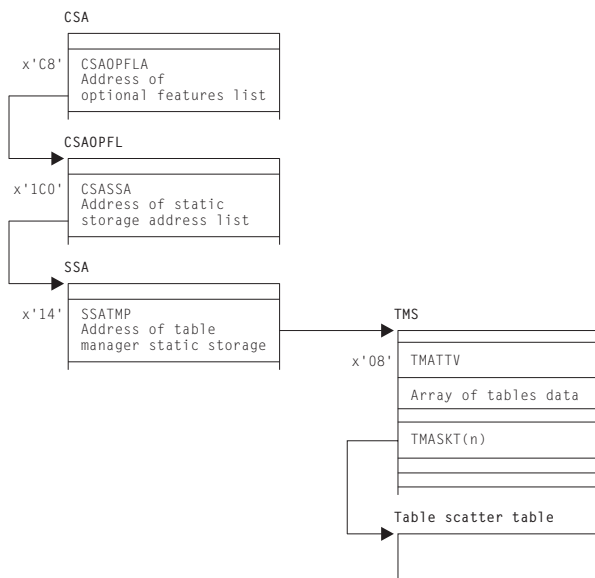 CSA
x'C8'
CSAOPFLA
Address of
optional features list
CSAOPFL
x'1C0'
CSASSA
Address of static
storage address list
SSA
x'14'
SSATMP
Address of table
manager static storage
TMS
x'08'
TMATTV
Array of tables data
TMASKT(n)
Table scatter table